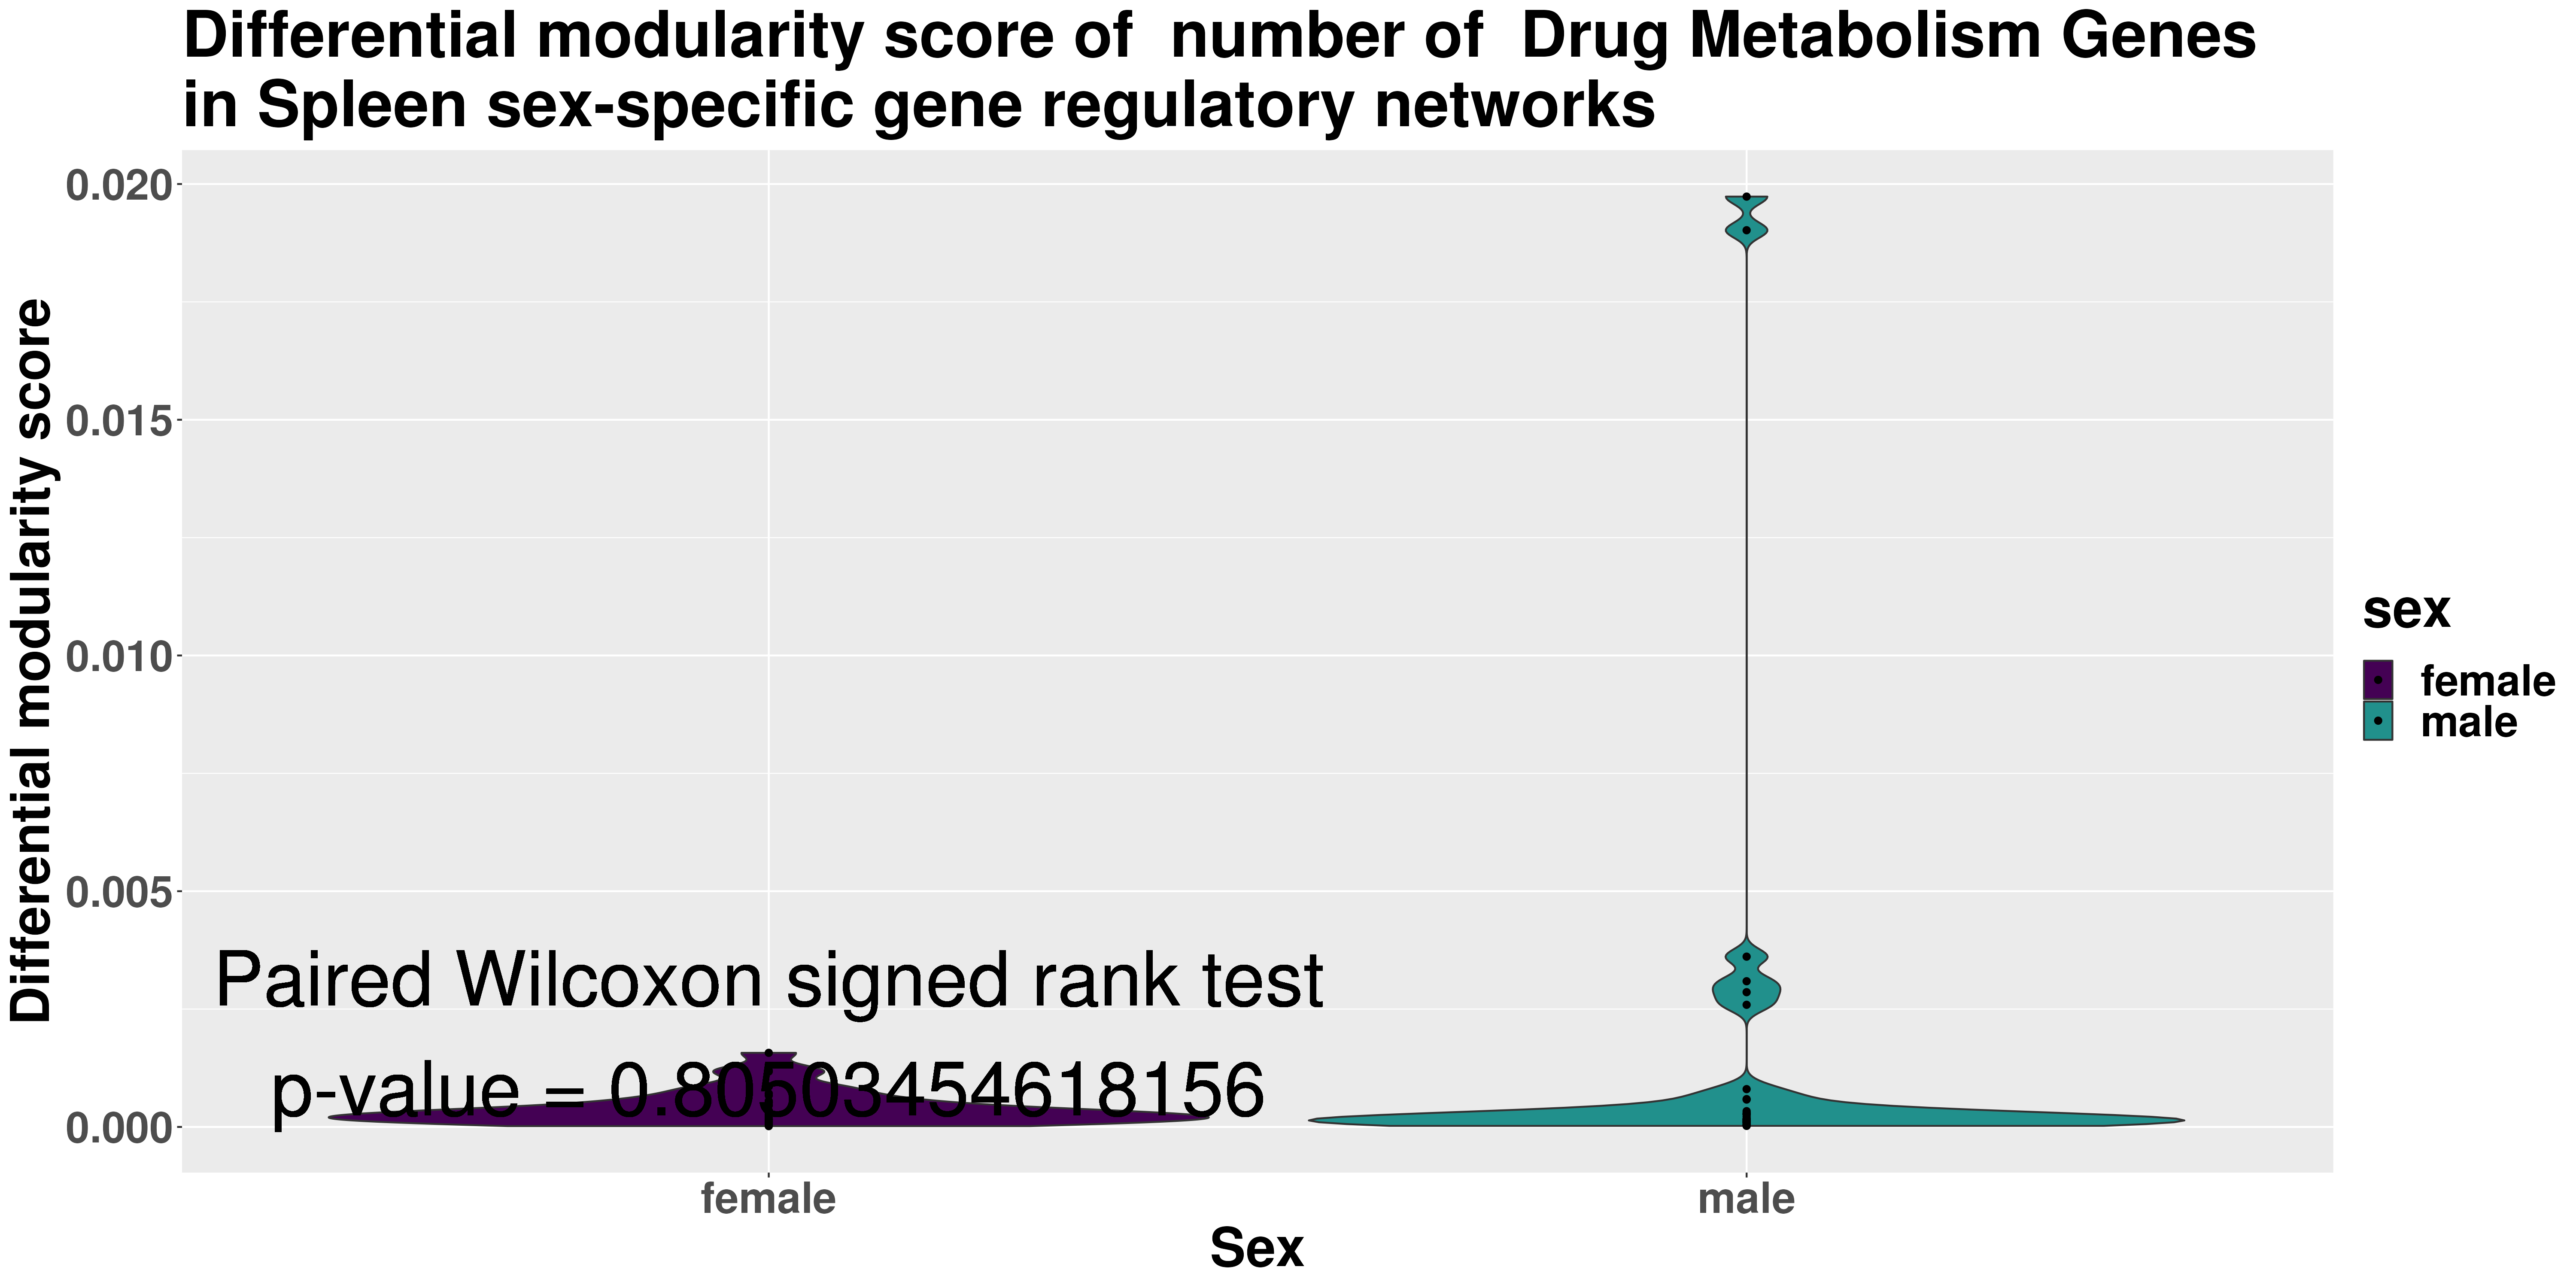 Differential modularity score of  number of  Drug Metabolism Genes
in Spleen sex-specific gene regulatory networks
Differential modularity score
0.020
0.015
0.010
0.005
0.000
Paired Wilcoxon signed rank test
p-value = 0.80503454618156
female
male
Sex
sex
female
male